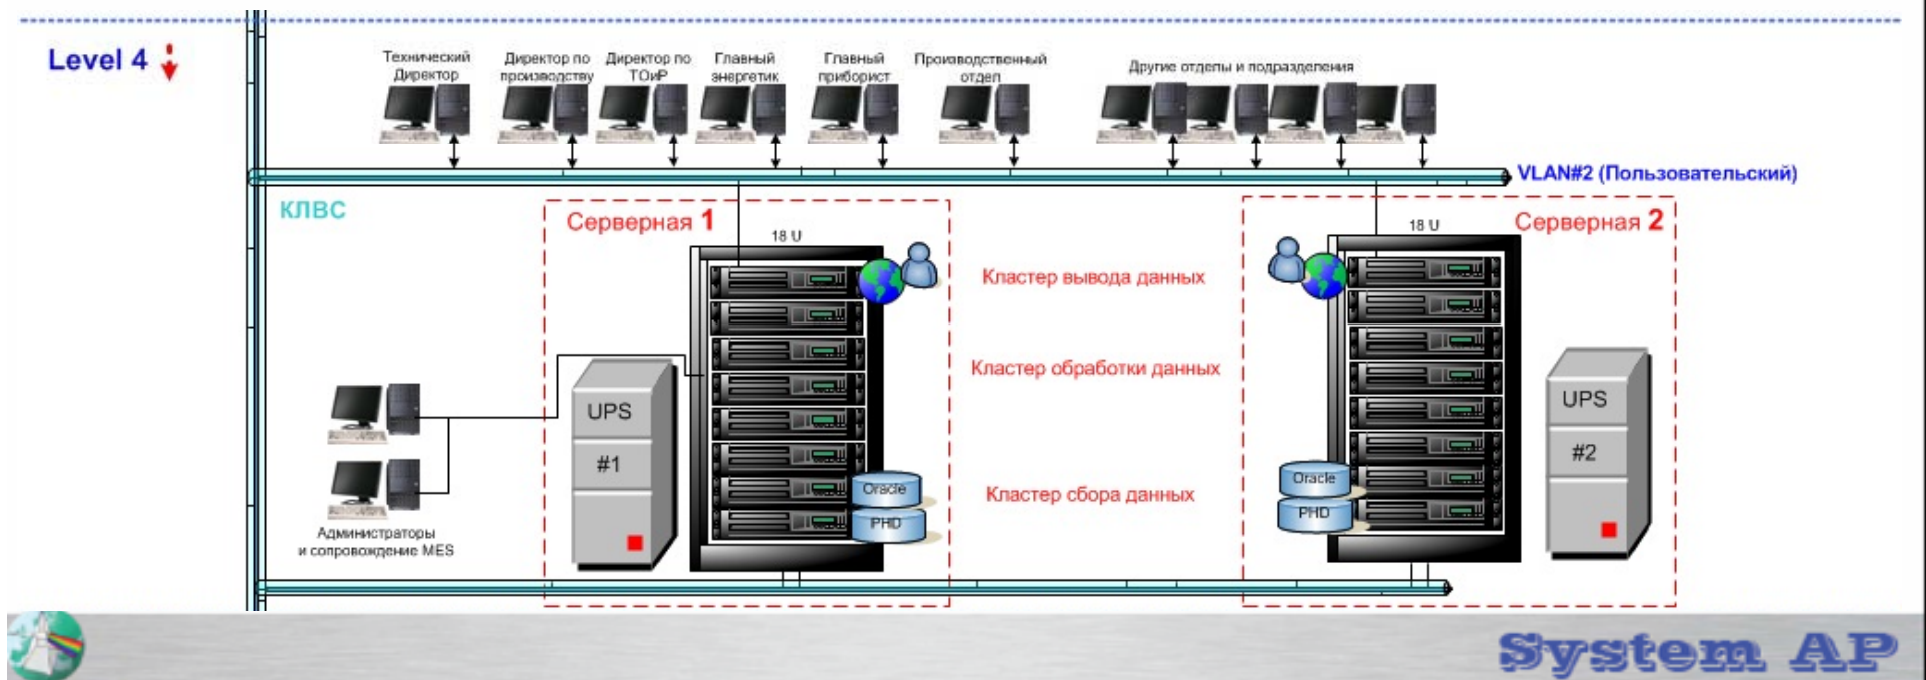 Level 4
Технический
Директор
Директор по
производству
Директор по
ТОиР
Главный
энергетик
Главный
приборист
Производственный
отдел
Другие отделы и подразделения
VLAN#2 (Пользовательский)
КЛВС
Серверная 1
18 U
Серверная 2
18 U
Кластер вывода данных
Кластер обработки данных
Кластер сбора данных
UPS
#1
Oracle
PHD
Oracle
PHD
UPS
#2
Администраторы
и сопровождение MES
System AP